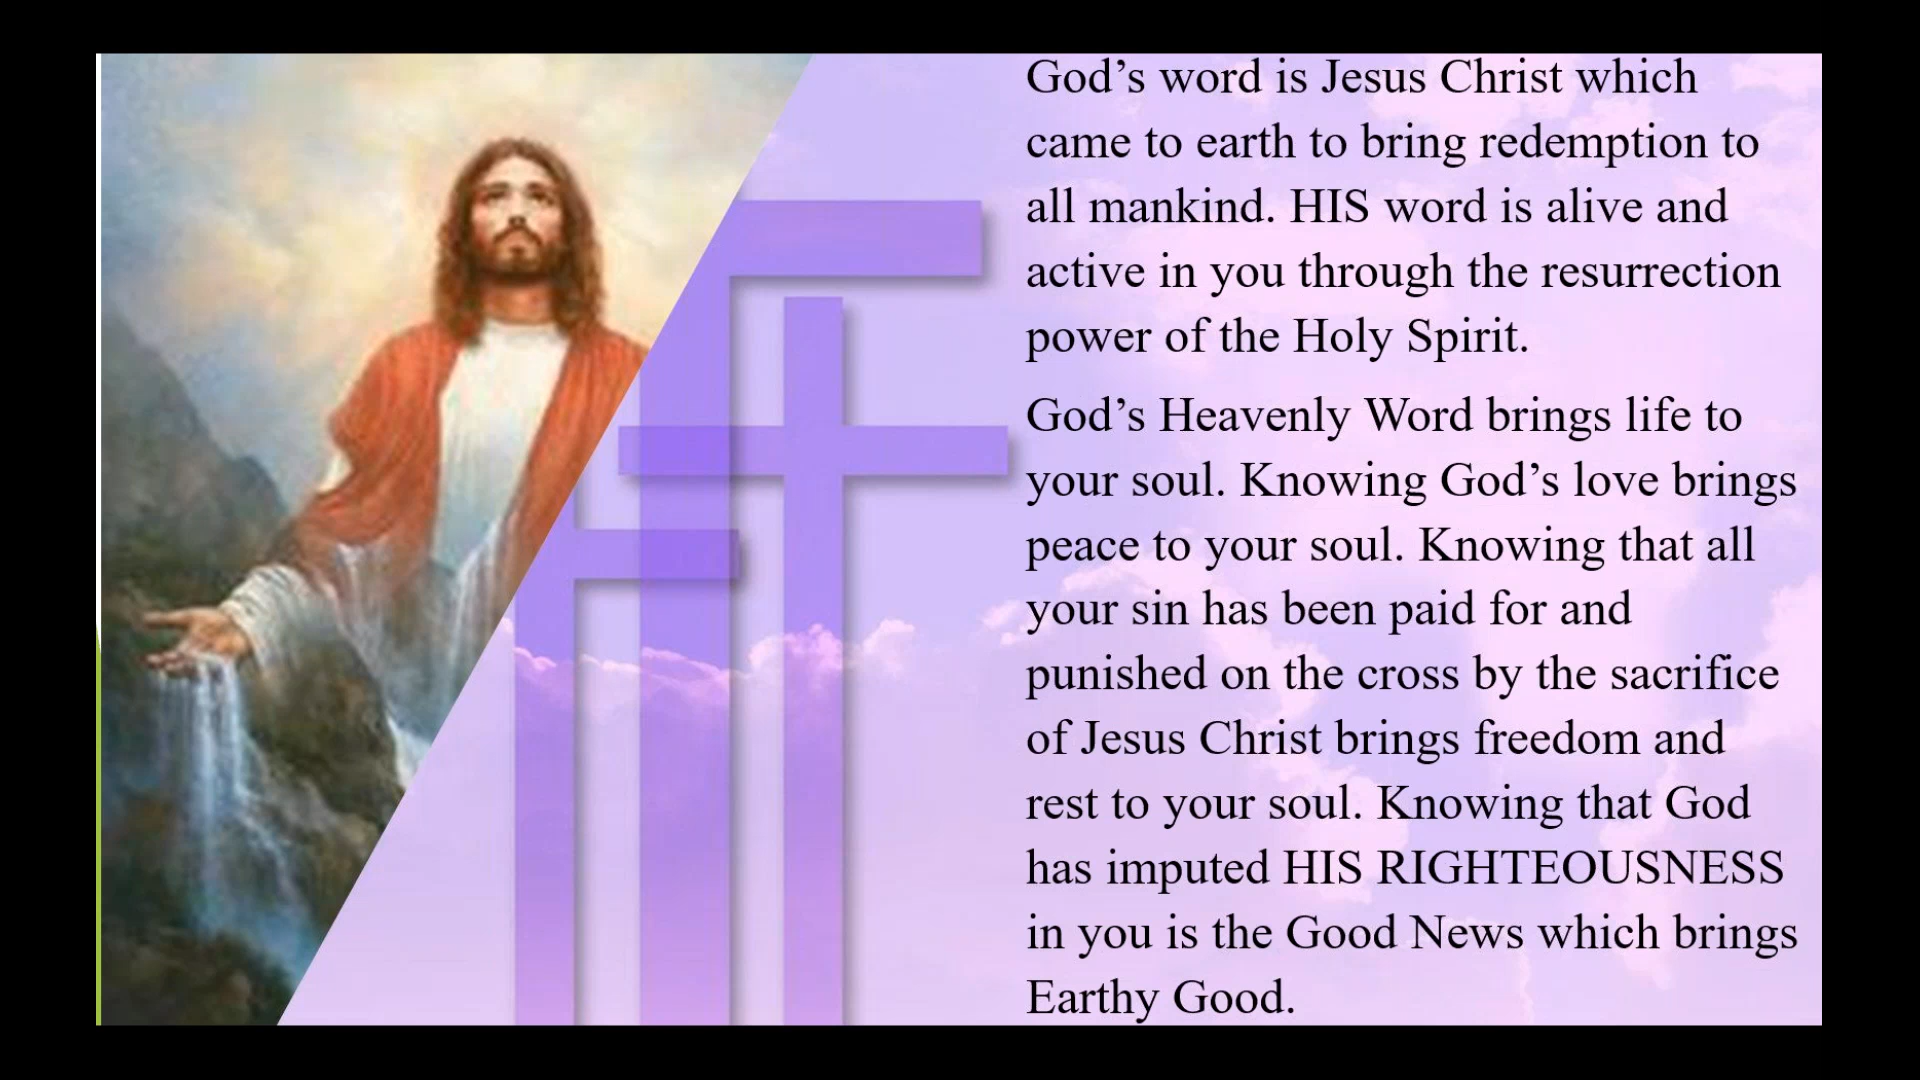 God’s word is Jesus Christ which
came to earth to bring redemption to
all mankind. HIS word is alive and
active in you through the resurrection
power of the Holy Spirit.
God’s Heavenly Word brings life to
your soul. Knowing God’s love brings
peace to your soul. Knowing that all
your sin has been paid for and
punished on the cross by the sacrifice
of Jesus Christ brings freedom and
rest to your soul. Knowing that God
has imputed HIS RIGHTEOUSNESS
in you is the Good News which brings
Earthy Good.